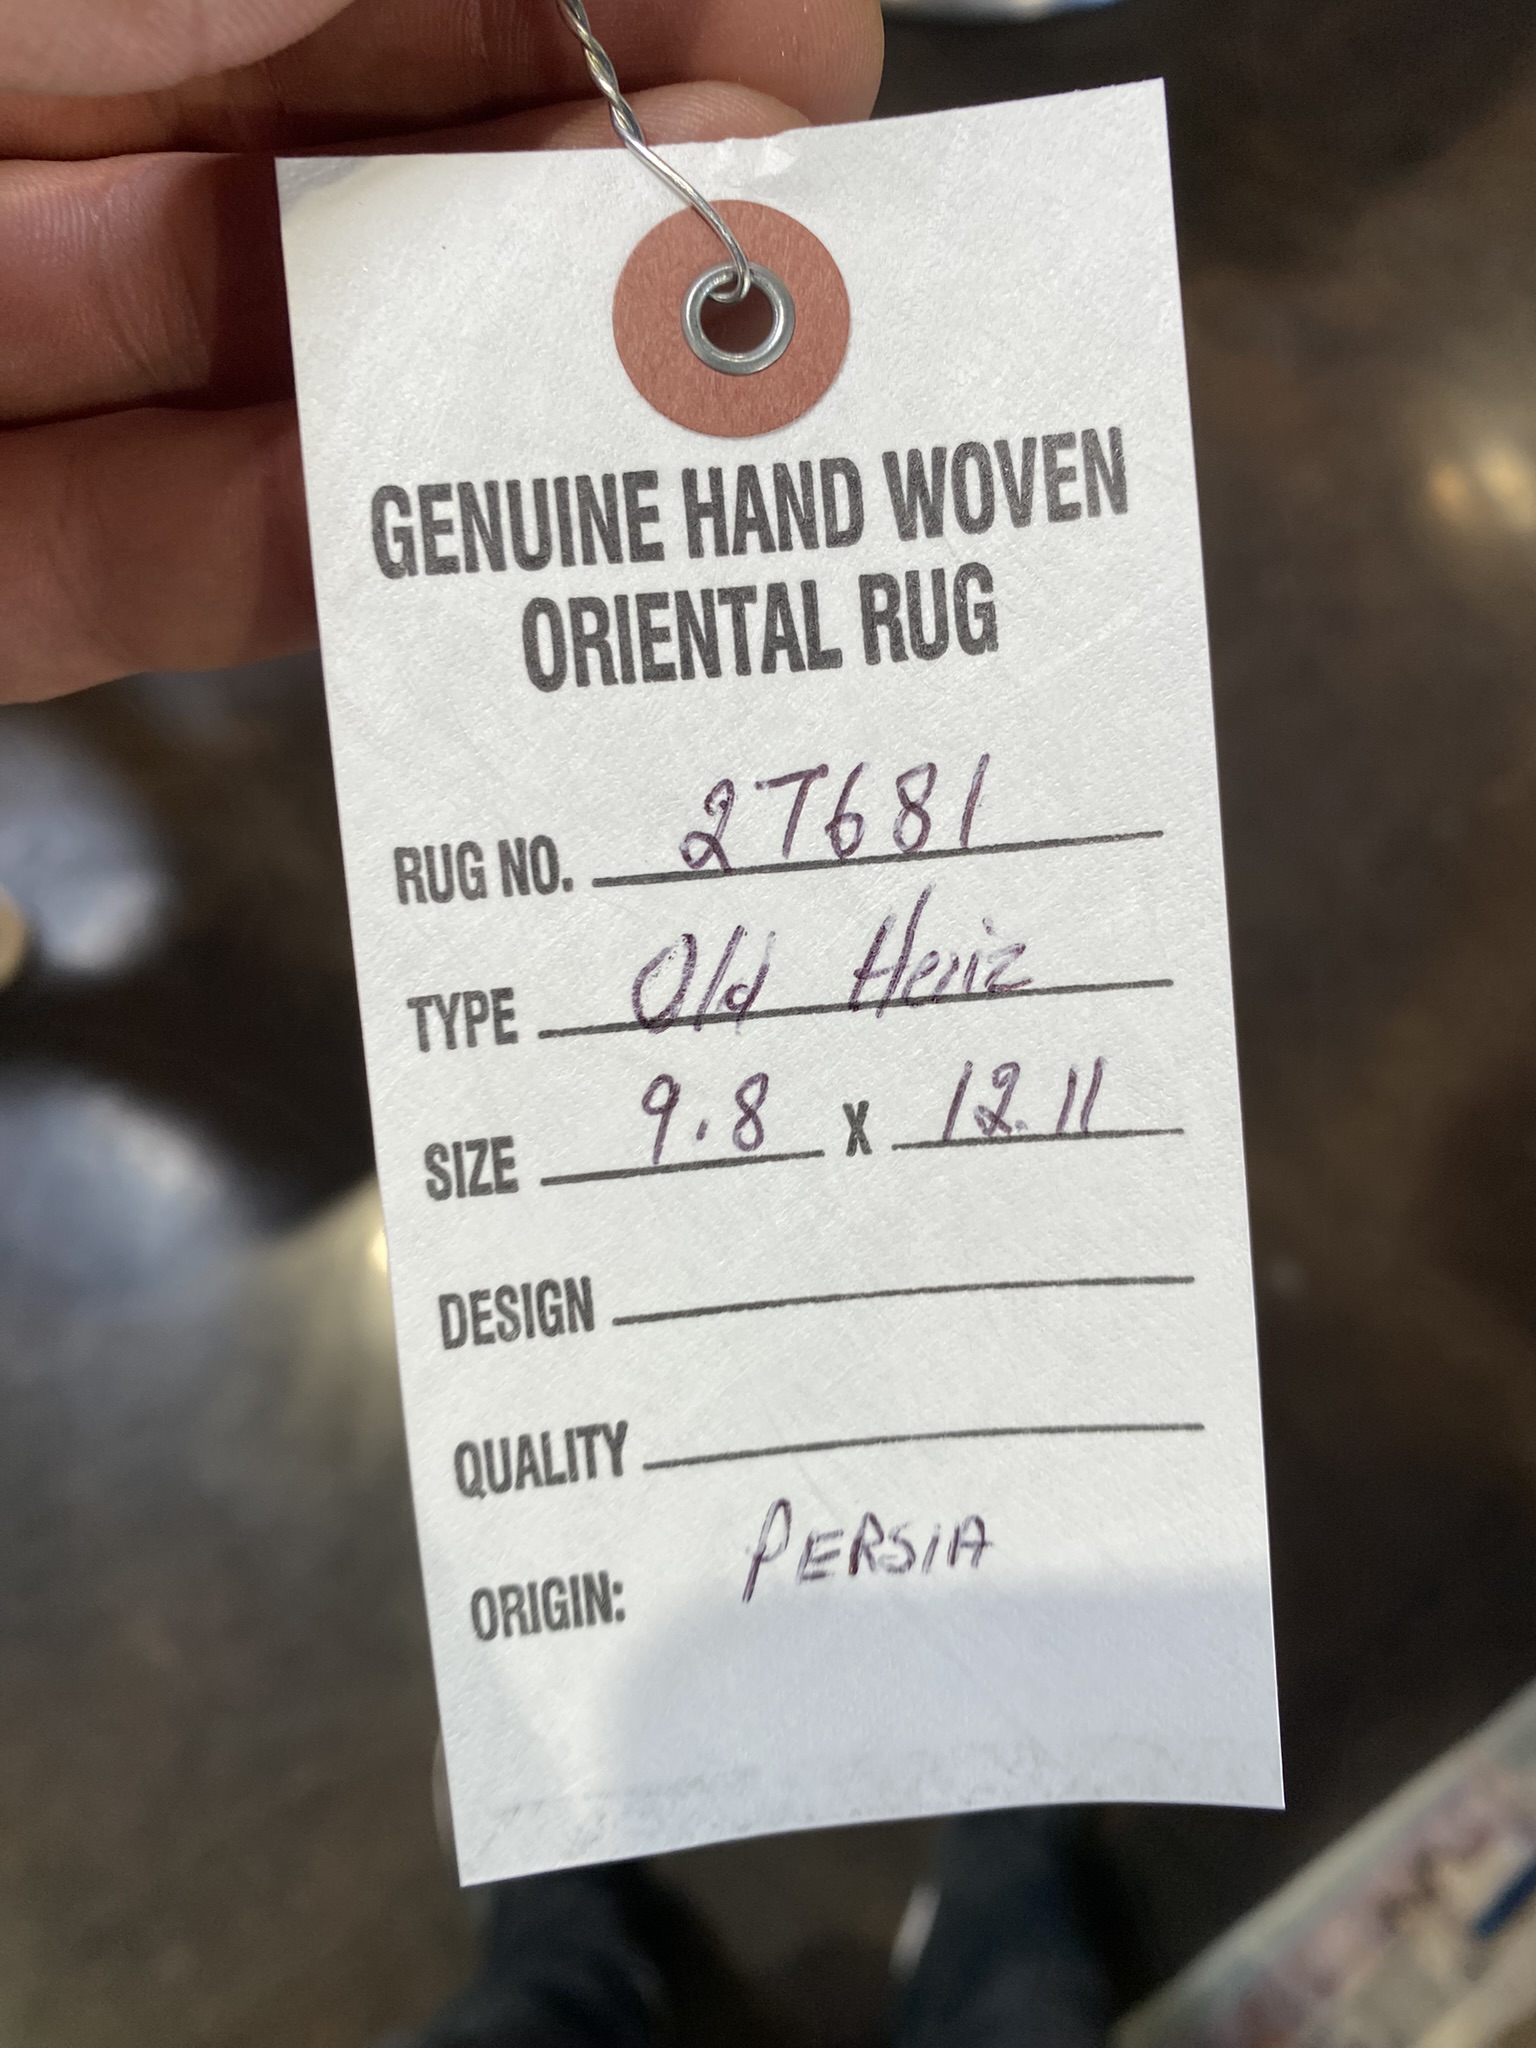 GENUINE HAND WOVEN
ORIENTAL RUG
RUG NO. 27681
TYPE Old Heriz
SIZE 9.8 X 12.11
DESIGN
QUALITY
ORIGIN: PERSIA